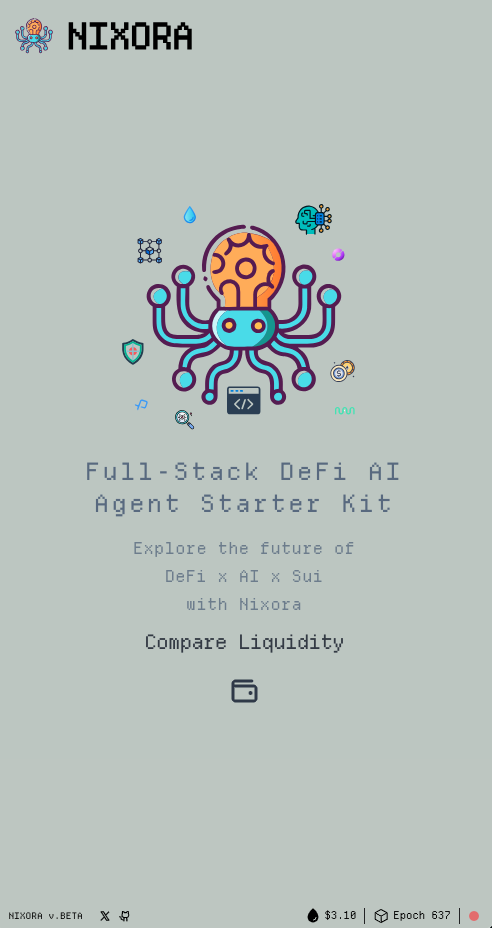 NIXORA
Full-Stack DeFi AI
Agent Starter Kit
Explore the future of
DeFi x AI x Sui
with Nixora
Compare Liquidity
NIXORA v.BETA
$3.10
Epoch 637